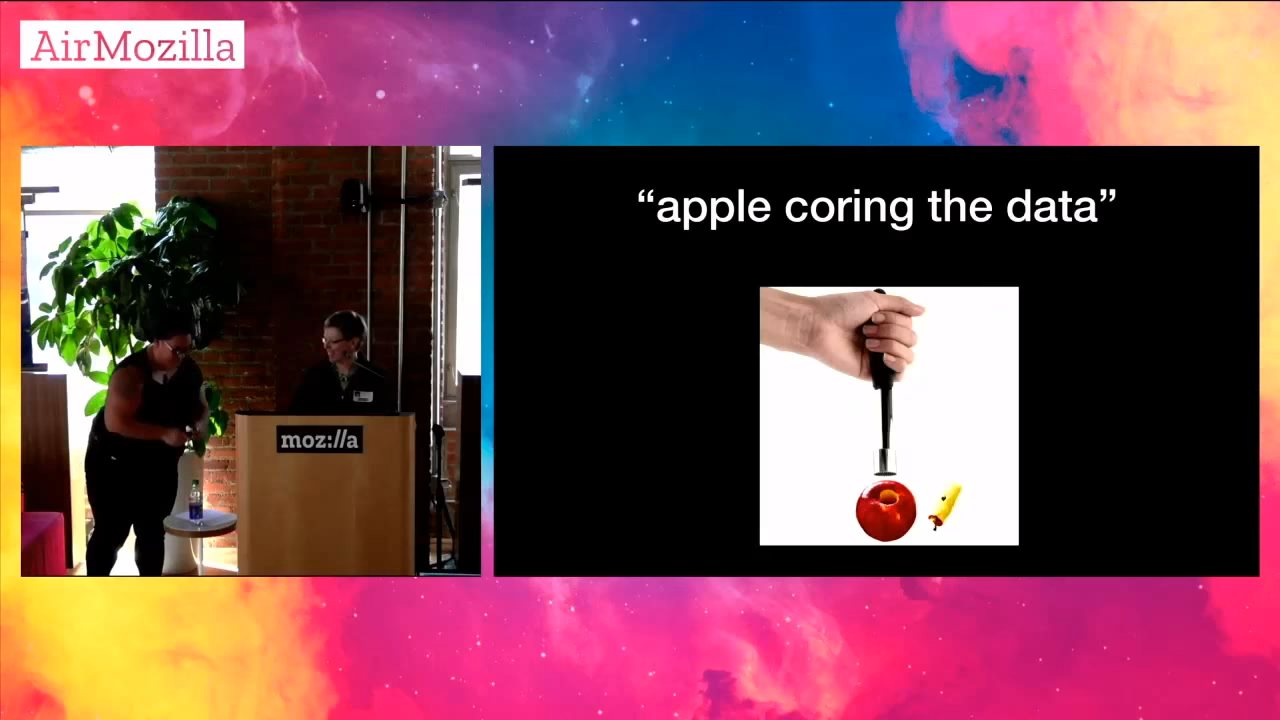 AirMozilla
“apple coring the data”
moz://a